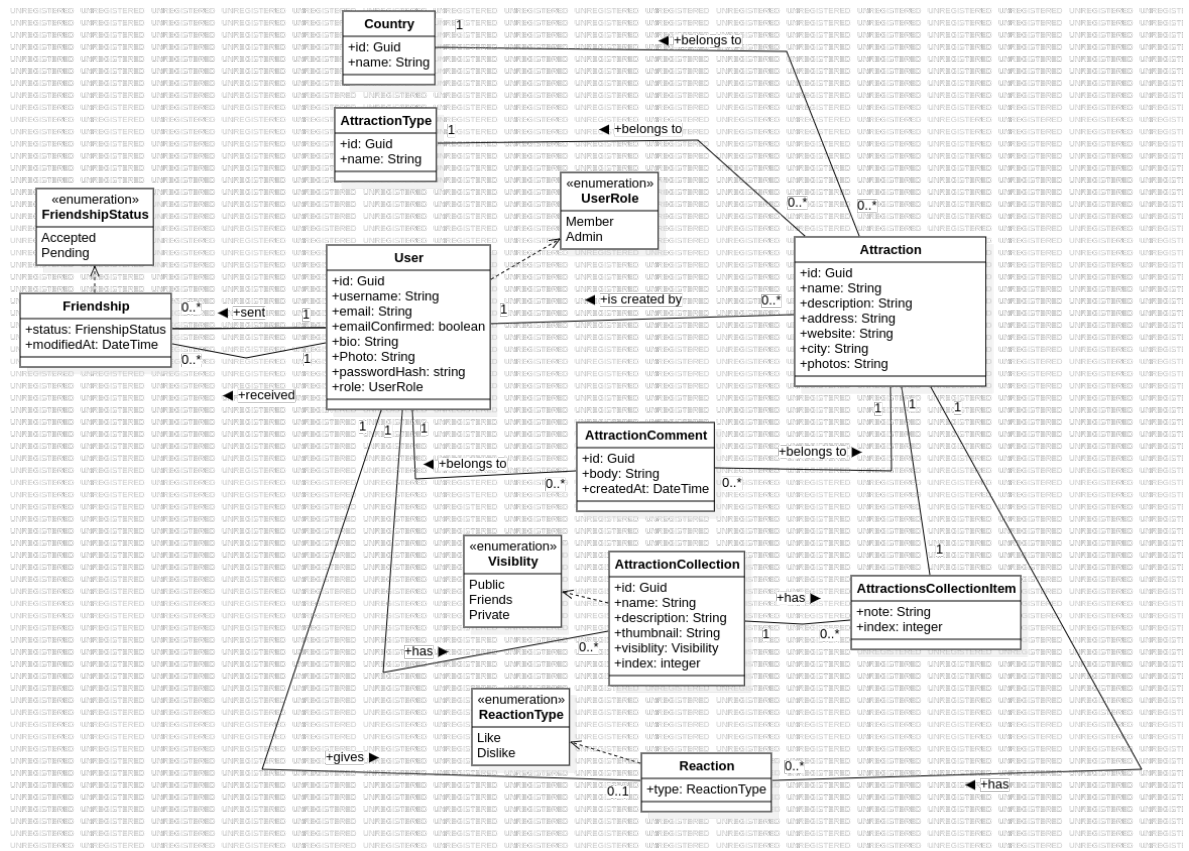 Country
+id: Guid
+name: String
1
◄ +belongs to
AttractionType
+id: Guid
+name: String
1
◄ +belongs to
0..*
0..*
«enumeration»
UserRole
Member
Admin
«enumeration»
FriendshipStatus
Accepted
Pending
Friendship
+status: FrienshipStatus
+modifiedAt: DateTime
0..*
◄ +sent
1
0..*
1
◄ +received
User
+id: Guid
+username: String
+email: String
+emailConfirmed: boolean
+bio: String
+Photo: String
+passwordHash: string
+role: UserRole
1
◄ +is created by
0..*
Attraction
+id: Guid
+name: String
+description: String
+address: String
+website: String
+city: String
+photos: String
1
1
1
1
1
1
◄ +belongs to
0..*
AttractionComment
+id: Guid
+body: String
+createdAt: DateTime
+belongs to ►
0..*
«enumeration»
Visiblity
Public
Friends
Private
AttractionCollection
+id: Guid
+name: String
+description: String
+thumbnail: String
+visiblity: Visibility
+index: integer
+has ►
0..*
+has ►
1
0..*
1
AttractionsCollectionItem
+note: String
+index: integer
«enumeration»
ReactionType
Like
Dislike
+gives ►
0..1
Reaction
+type: ReactionType
0..*
◄ +has
UNREGISTERED